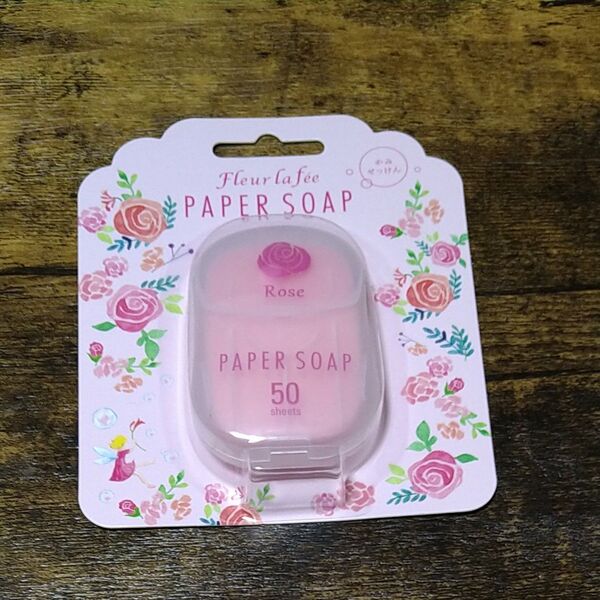 Fleur la fée
PAPER SOAP
かみ
せっけん
Rose
PAPER SOAP
50
sheets